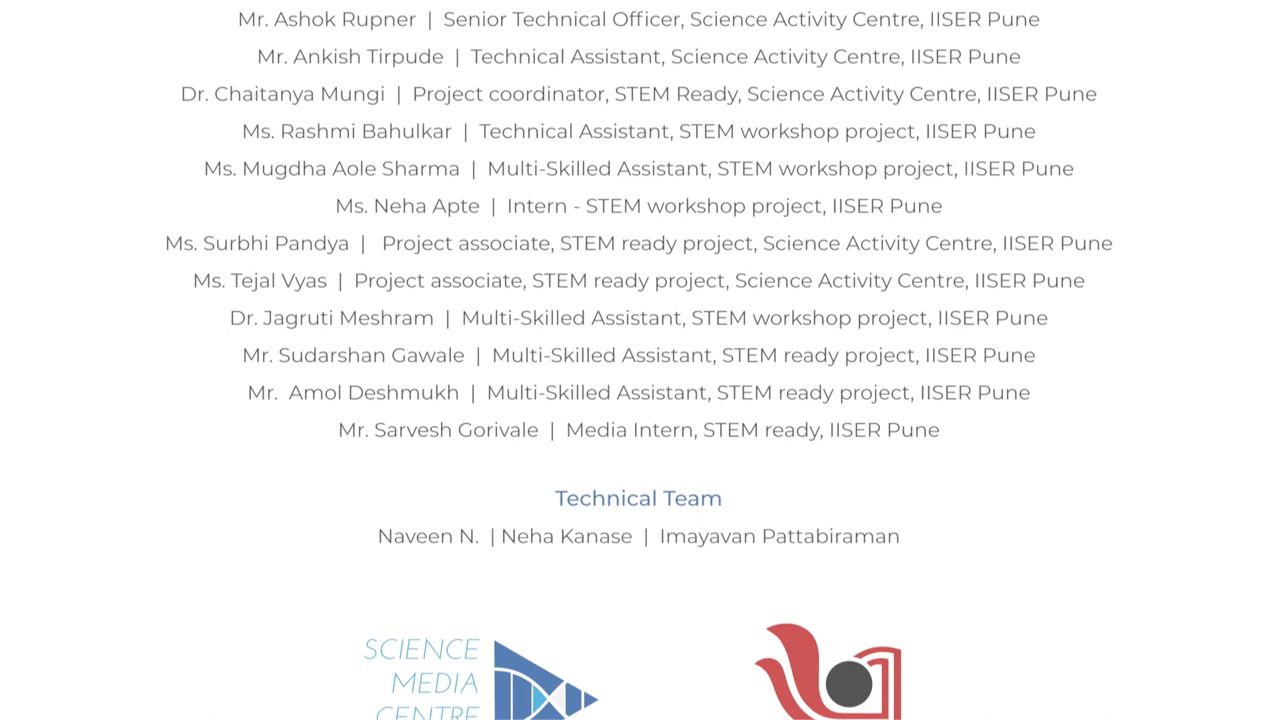 Mr. Ashok Rupner | Senior Technical Officer, Science Activity Centre, IISER Pune
Mr. Ankish Tirpude | Technical Assistant, Science Activity Centre, IISER Pune
Dr. Chaitanya Mungi | Project coordinator, STEM Ready, Science Activity Centre, IISER Pune
Ms. Rashmi Bahulkar | Technical Assistant, STEM workshop project, IISER Pune
Ms. Mugdha Aole Sharma | Multi-Skilled Assistant, STEM workshop project, IISER Pune
Ms. Neha Apte | Intern - STEM workshop project, IISER Pune
Ms. Surbhi Pandya | Project associate, STEM ready project, Science Activity Centre, IISER Pune
Ms. Tejal Vyas | Project associate, STEM ready project, Science Activity Centre, IISER Pune
Dr. Jagruti Meshram | Multi-Skilled Assistant, STEM workshop project, IISER Pune
Mr. Sudarshan Gawale | Multi-Skilled Assistant, STEM ready project, IISER Pune
Mr. Amol Deshmukh | Multi-Skilled Assistant, STEM ready project, IISER Pune
Mr. Sarvesh Gorivale | Media Intern, STEM ready, IISER Pune
Technical Team
Naveen N. | Neha Kanase | Imayavan Pattabiraman
SCIENCE
MEDIA
CENTRE